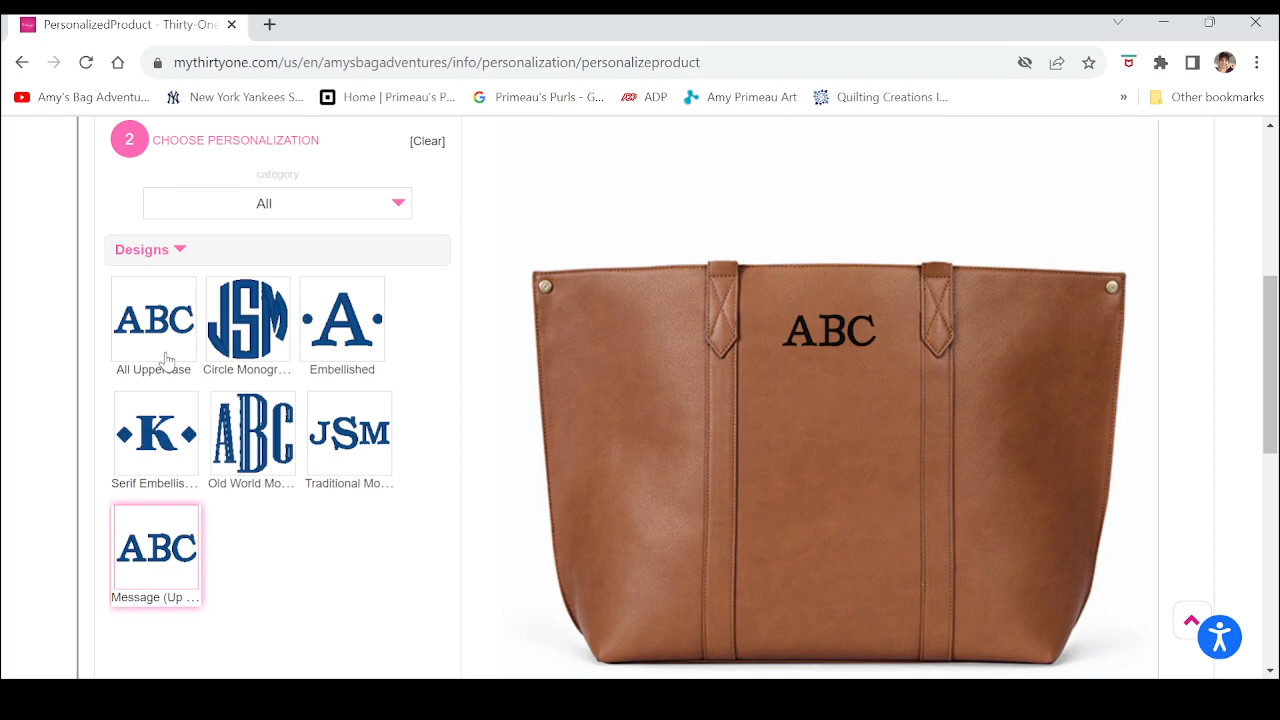 PersonalizedProduct - Thirty-One
mythirtyone.com/us/en/amysbagadventures/info/personalization/personalizeproduct
Amy's Bag Adventu... New York Yankees S... Home | Primeau's P... Primeau's Purls - G... ADP Amy Primeau Art Quilting Creations I... » Other bookmarks
2 CHOOSE PERSONALIZATION [Clear]
category
All
Designs
ABC JSM ·A·
All Uppercase Circle Monogr... Embellished
K ABC JSM
Serif Embellis... Old World Mo... Traditional Mo...
ABC
Message (Up ...
ABC